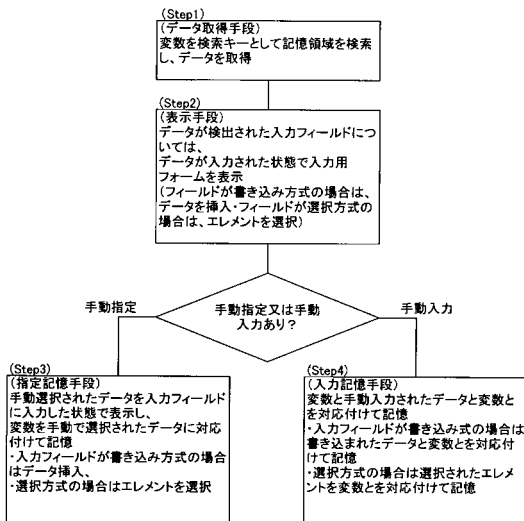 (Step1)
(データ取得手段)
変数を検索キーとして記憶領域を検索
し、データを取得
(Step2)
(表示手段)
データが検出された入力フィールドにつ
いては、
データが入力された状態で入力用
フォームを表示
(フィールドが書き込み方式の場合は、
データを挿入・フィールドが選択方式の
場合は、エレメントを選択)
手動指定
手動指定又は手動
入力あり?
手動入力
(Step3)
(指定記憶手段)
手動選択されたデータを入力フィールド
に入力した状態で表示し、
変数を手動で選択されたデータに対応
付けて記憶
・入力フィールドが書き込み方式の場合
はデータ挿入、
・選択方式の場合はエレメントを選択
(Step4)
(入力記憶手段)
変数と手動入力されたデータと変数と
を対応付けて記憶
・入力フィールドが書き込み式の場合は
書き込まれたデータと変数とを対応付
けて記憶
・選択方式の場合は選択されたエレメ
ントを変数とを対応付けて記憶